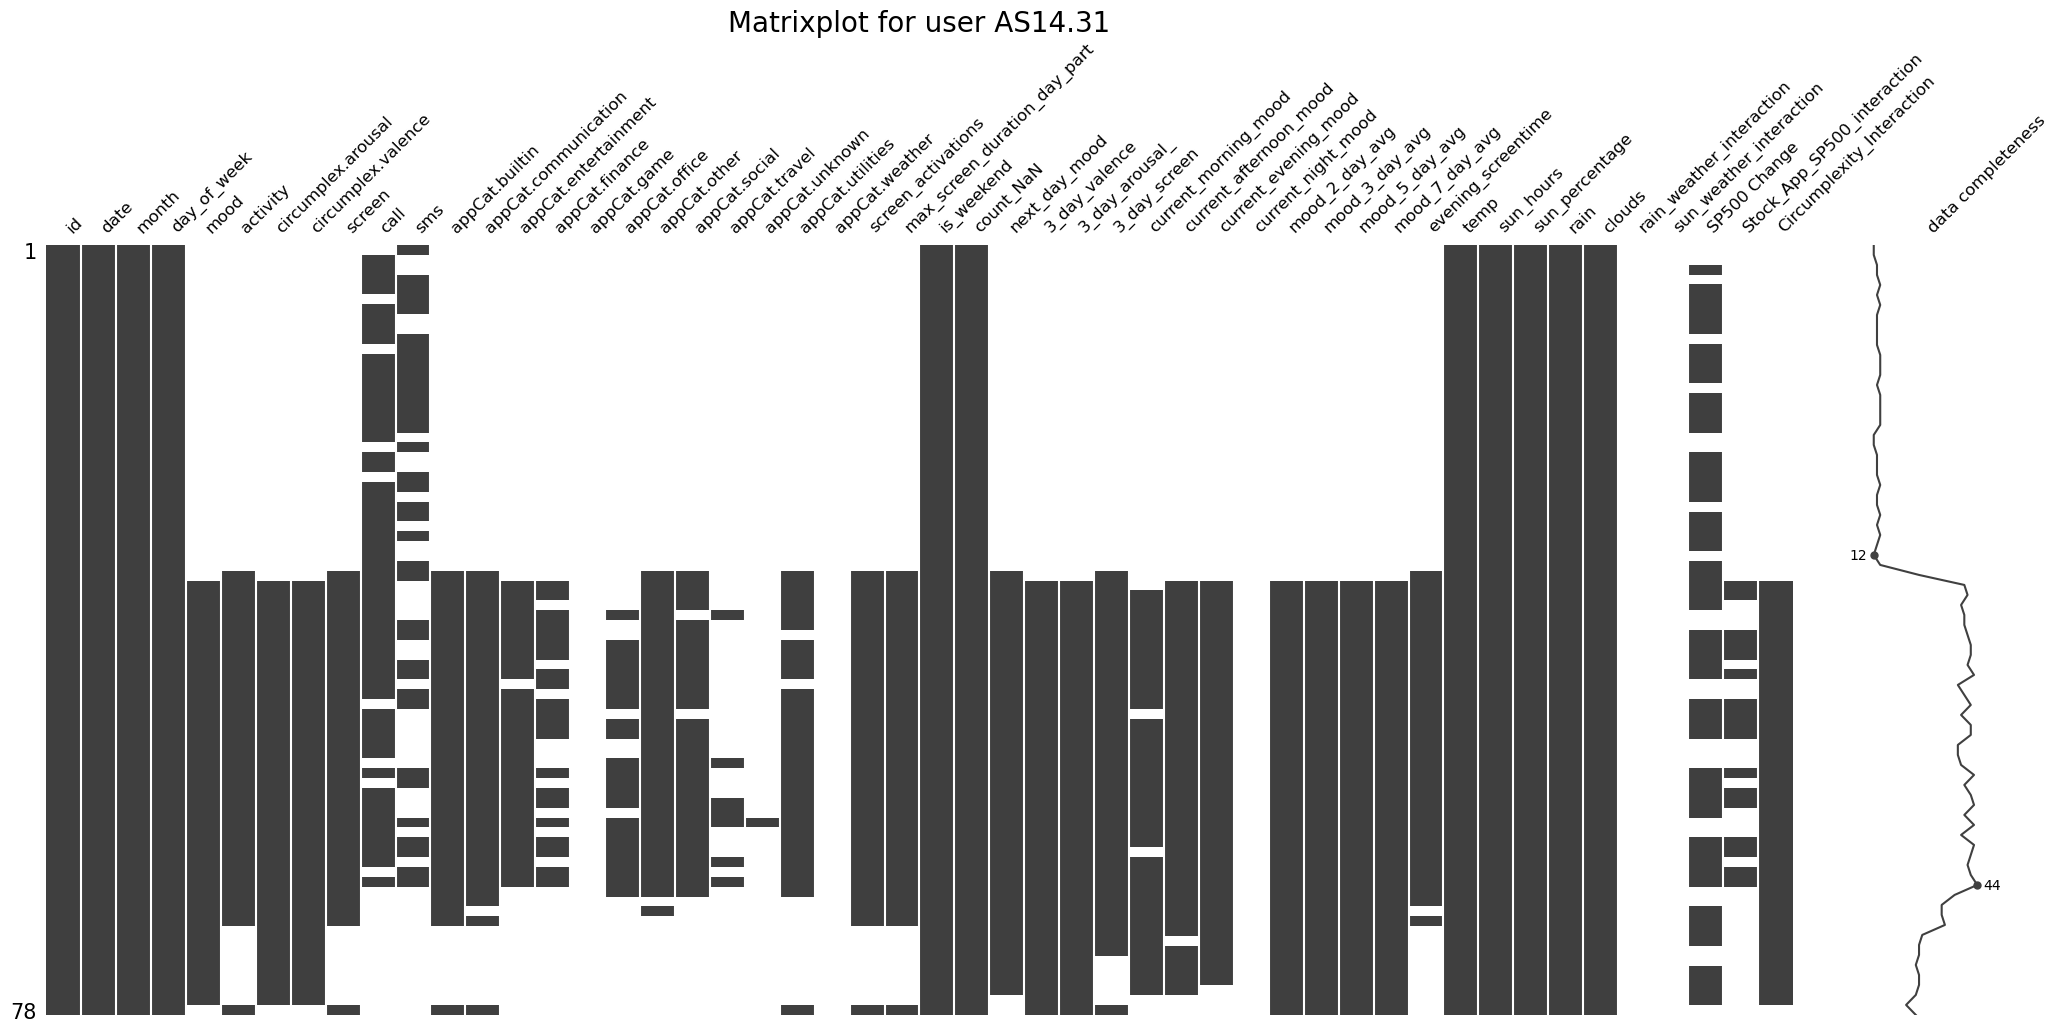 Matrixplot for user AS14.31
id
date
month
day_of_week
mood
activity
circumplex.arousal
circumplex.valence
screen
call
sms
appCat.builtin
appCat.communication
appCat.entertainment
appCat.finance
appCat.game
appCat.office
appCat.other
appCat.social
appCat.travel
appCat.unknown
appCat.utilities
appCat.weather
screen_activations
max_screen_duration_day_part
is_weekend
count_NaN
next_day_mood
3_day_valence
3_day_arousal_
3_day_screen
current_morning_mood
current_afternoon_mood
current_evening_mood
current_night_mood
mood_2_day_avg
mood_3_day_avg
mood_5_day_avg
mood_7_day_avg
evening_screentime
temp
sun_hours
sun_percentage
rain
clouds
rain_weather_interaction
sun_weather_interaction
SP500 Change
Stock_App_SP500_interaction
Circumplexity_Interaction
data completeness
1
12
44
78